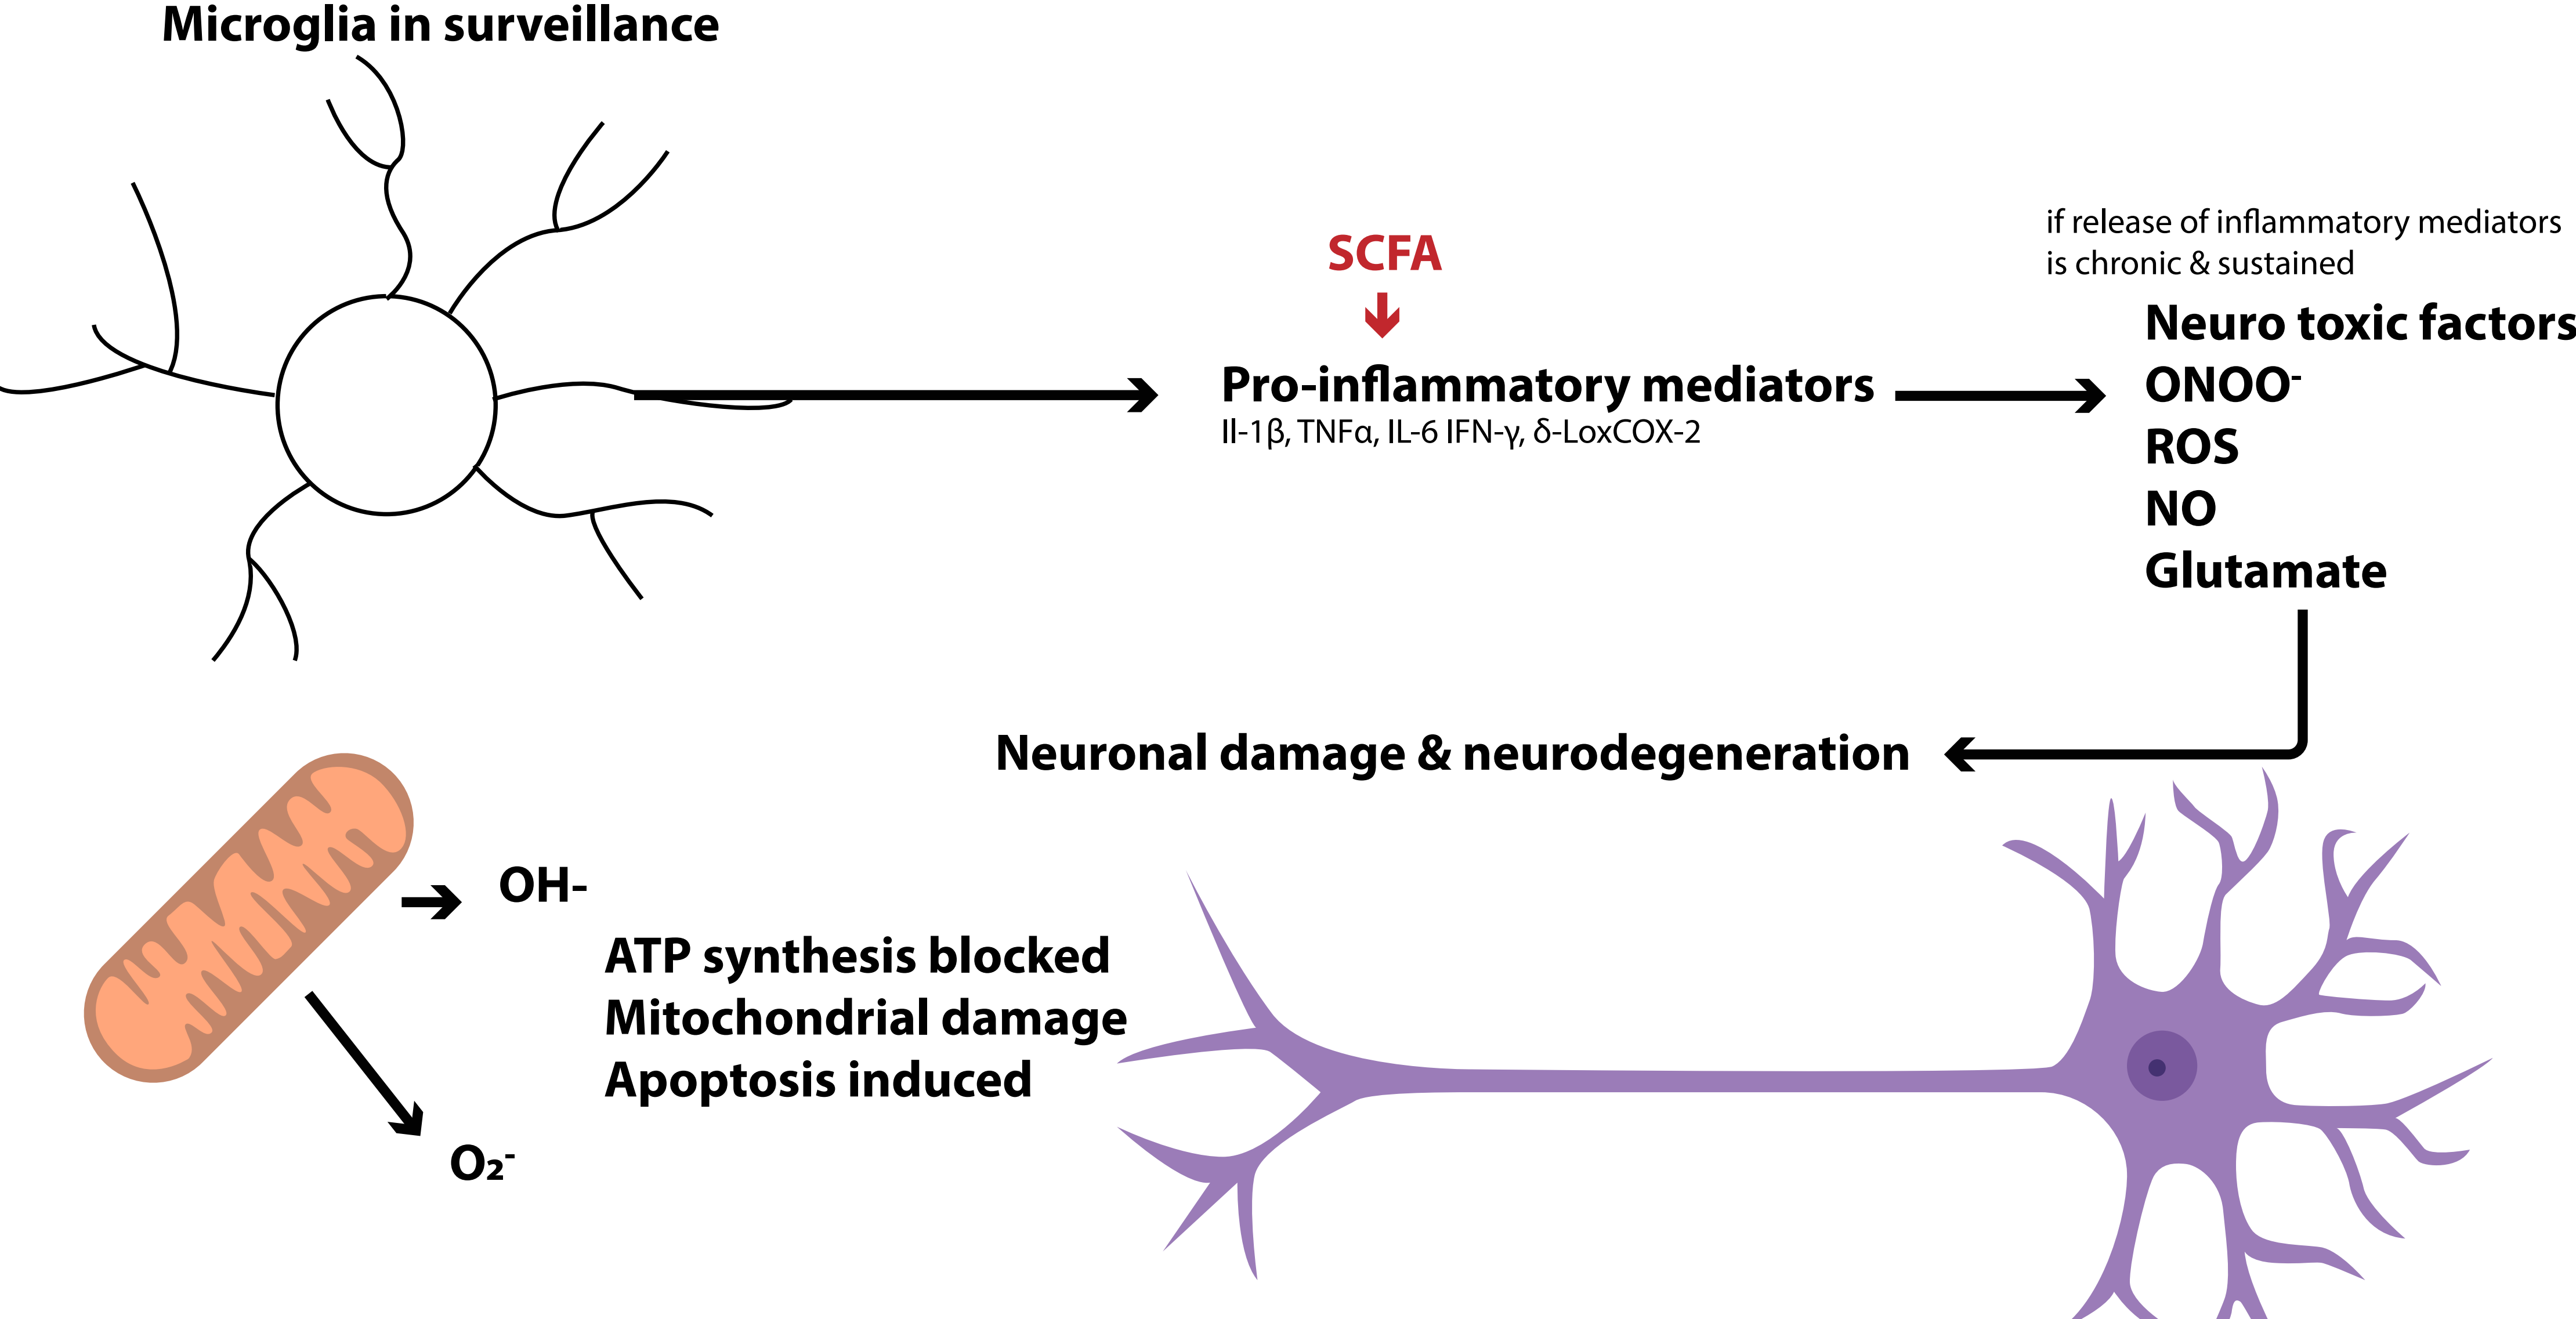 Microglia in surveillance
SCFA
Pro-inflammatory mediators
Il-1β, TNFα, IL-6 IFN-γ, δ-LoxCOX-2
if release of inflammatory mediators
is chronic & sustained
Neuro toxic factors
ONOO⁻
ROS
NO
Glutamate
Neuronal damage & neurodegeneration
OH-
ATP synthesis blocked
Mitochondrial damage
Apoptosis induced
O₂⁻